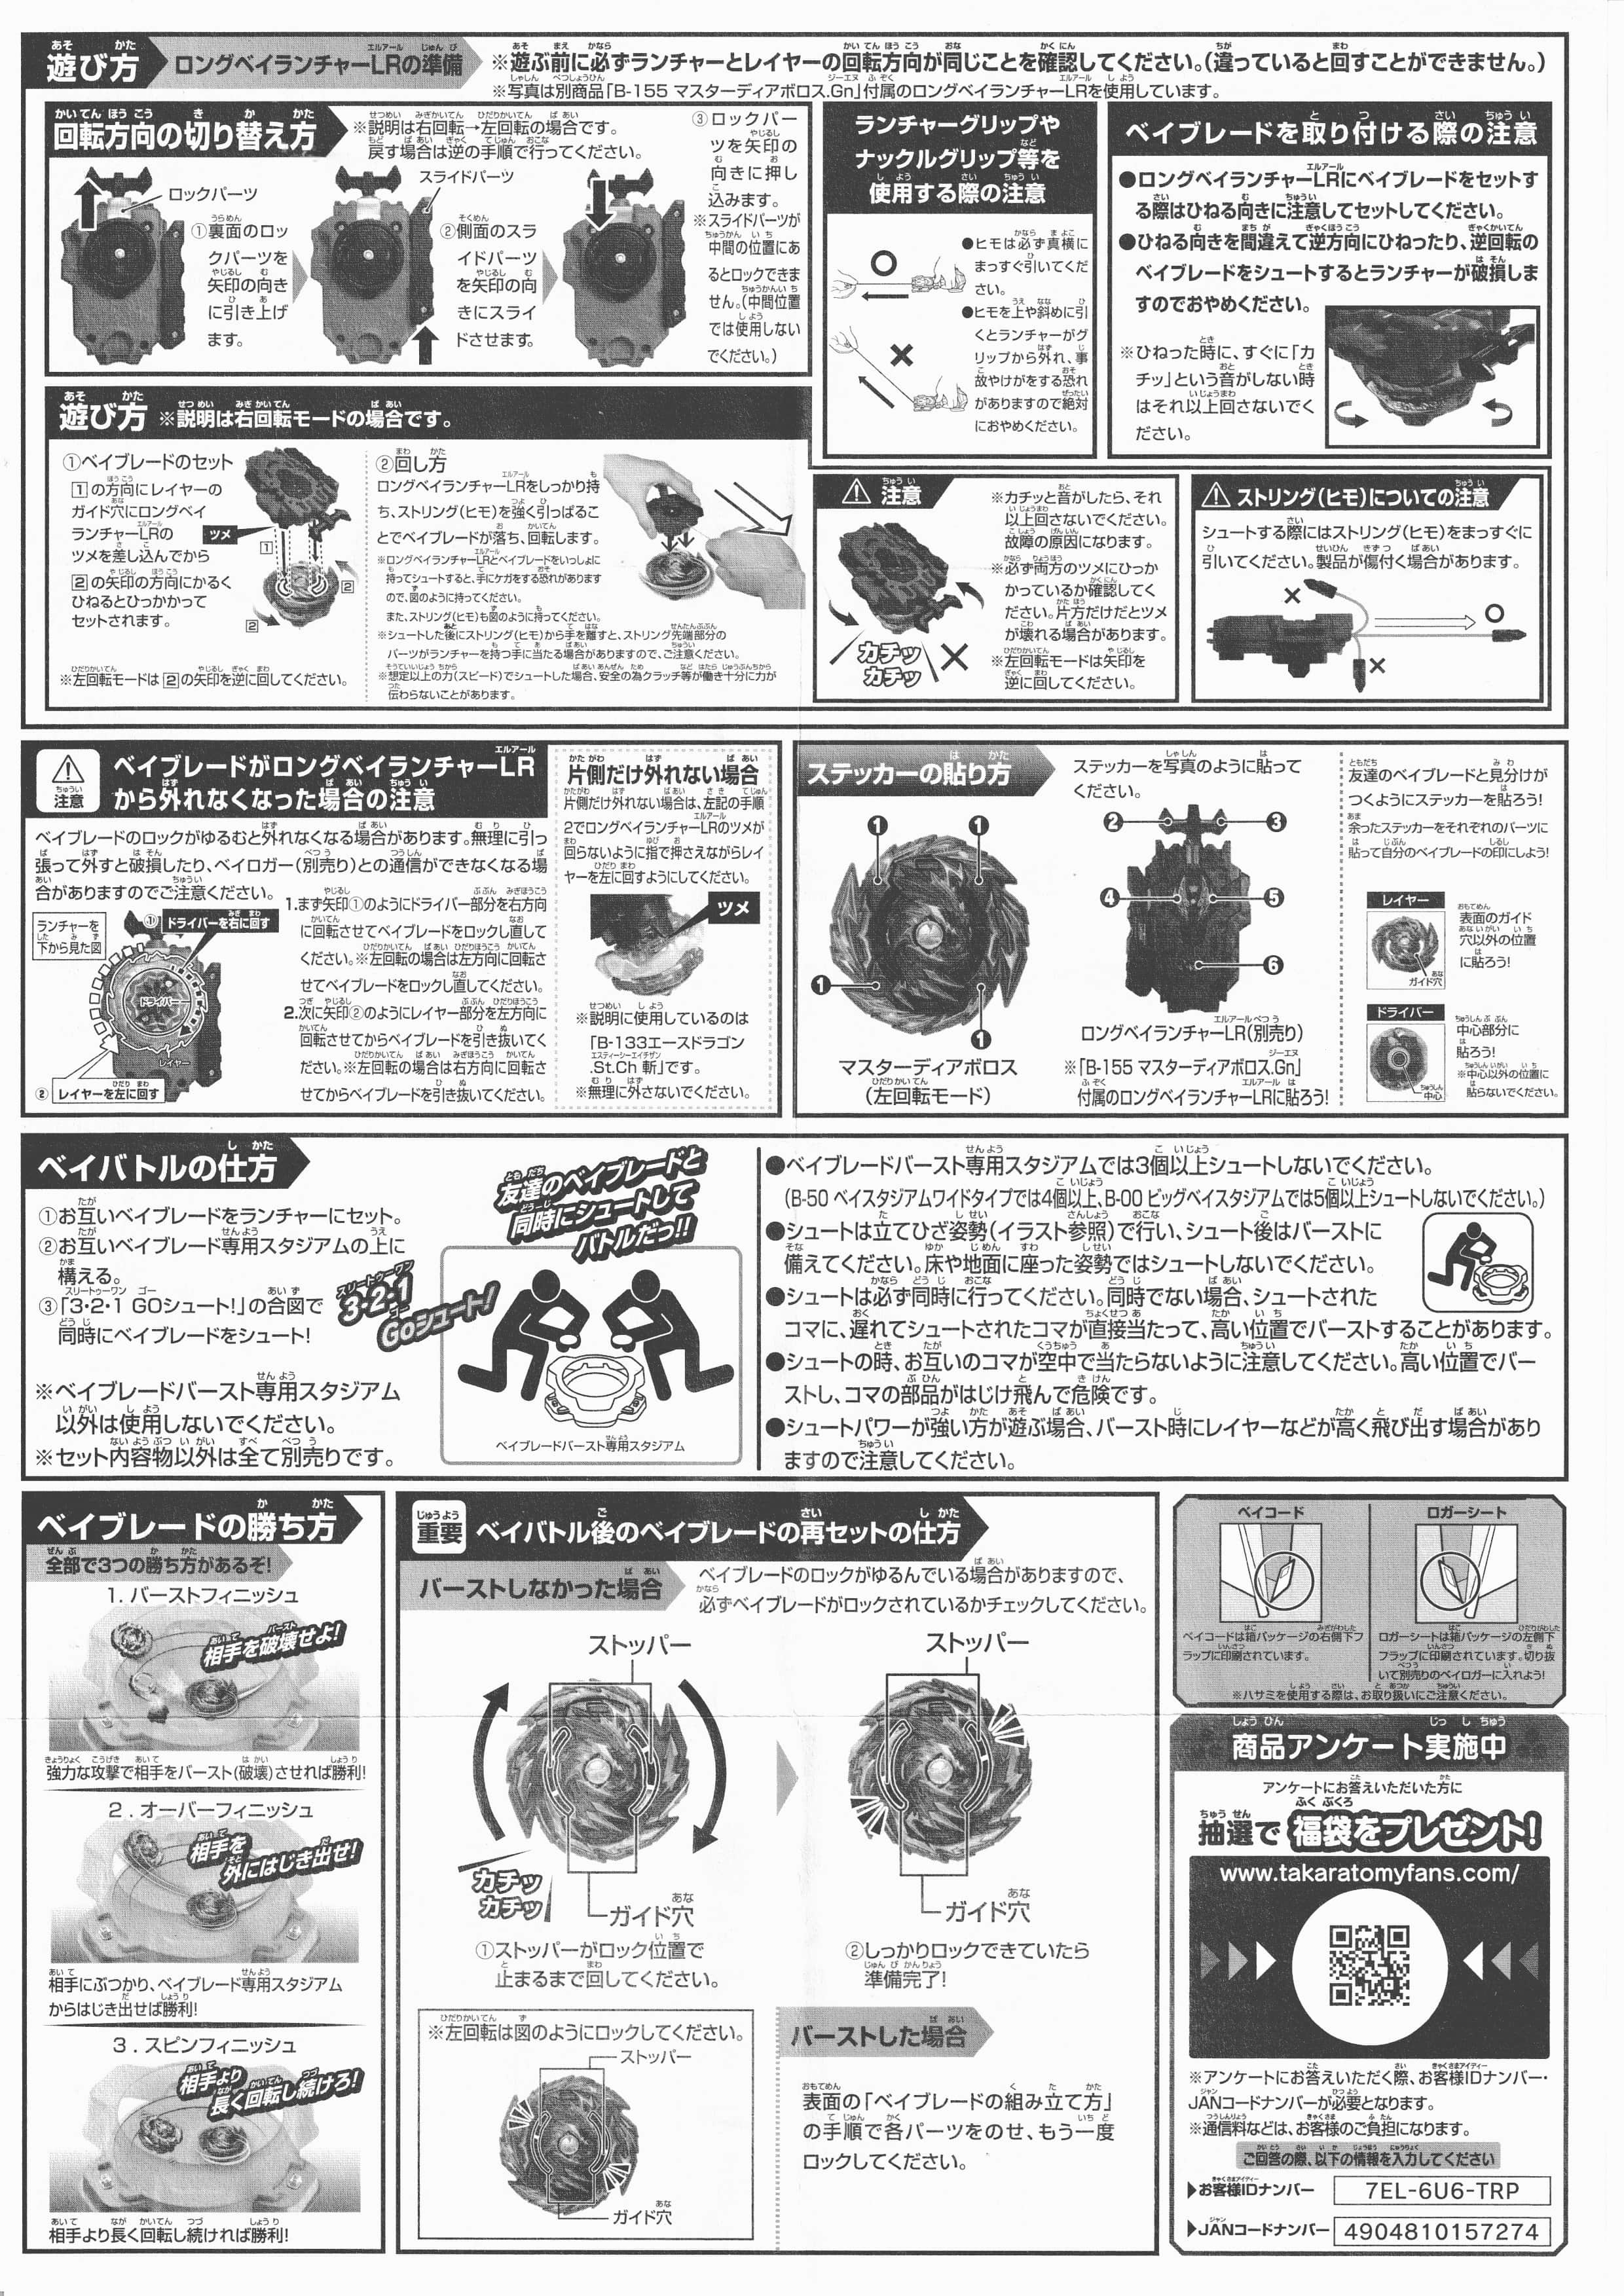 遊び方 ロングベイランチャーLRの準備
※遊ぶ前に必ずランチャーとレイヤーの回転方向が同じことを確認してください。(違っていると回すことができません。)
※写真は別商品「B-155 マスターディアボロス.Gn」付属のロングベイランチャーLRを使用しています。
回転方向の切り替え方
※説明は右回転→左回転の場合です。
戻す場合は逆の手順で行ってください。
ロックパーツ
①裏面のロッ
クパーツを
矢印の向き
に引き上げ
ます。
スライドパーツ
②側面のスラ
イドパーツ
を矢印の向
きにスライ
ドさせます。
③ロックパー
ツを矢印の
向きに押し
込みます。
※スライドパーツが
中間の位置にあ
るとロックできま
せん。(中間位置
では使用しない
でください。)
ランチャーグリップや
ナックルグリップ等を
使用する際の注意
●ヒモは必ず真横に
まっすぐ引いてくだ
さい。
●ヒモを上や斜めに引
くとランチャーがグ
リップから外れ、事
故やけがをする恐れ
がありますので絶対
におやめください。
ベイブレードを取り付ける際の注意
●ロングベイランチャーLRにベイブレードをセットす
る際はひねる向きに注意してセットしてください。
●ひねる向きを間違えて逆方向にひねったり、逆回転の
ベイブレードをシュートするとランチャーが破損しま
すのでおやめください。
※ひねった時に、すぐに「カ
チッ」という音がしない時
はそれ以上回さないでく
ださい。
遊び方 ※説明は右回転モードの場合です。
①ベイブレードのセット
1の方向にレイヤーの
ガイド穴にロングベイ
ランチャーLRの
ツメを差し込んでから
2の矢印の方向にかるく
ひねるとひっかかって
セットされます。
ツメ
1
2
2
※左回転モードは2の矢印を逆に回してください。
②回し方
ロングベイランチャーLRをしっかり持
ち、ストリング(ヒモ)を強く引っぱるこ
とでベイブレードが落ち、回転します。
※ロングベイランチャーLRとベイブレードをいっしょに
持ってシュートすると、手にケガをする恐れがあります
ので、図のように持ってください。
また、ストリング(ヒモ)も図のように持ってください。
※シュートした後にストリング(ヒモ)から手を離すと、ストリング先端部分の
パーツがランチャーを持つ手に当たる場合がありますので、ご注意ください。
※想定以上の力(スピード)でシュートした場合、安全の為クラッチ等が働き十分に力が
伝わらないことがあります。
注意
カチッ
カチッ
※カチッと音がしたら、それ
以上回さないでください。
故障の原因になります。
※必ず両方のツメにひっか
かっているか確認してく
ださい。片方だけだとツメ
が壊れる場合があります。
※左回転モードは矢印を
逆に回してください。
ストリング(ヒモ)についての注意
シュートする際にはストリング(ヒモ)をまっすぐに
引いてください。製品が傷付く場合があります。
注意
ベイブレードがロングベイランチャーLR
から外れなくなった場合の注意
ベイブレードのロックがゆるむと外れなくなる場合があります。無理に引っ
張って外すと破損したり、ベイロガー(別売り)との通信ができなくなる場
合がありますのでご注意ください。
ランチャーを
下から見た図
① ドライバーを右に回す
ドライバー
レイヤー
② レイヤーを左に回す
1.まず矢印①のようにドライバー部分を右方向
に回転させてベイブレードをロックし直して
ください。※左回転の場合は左方向に回転さ
せてベイブレードをロックし直してください。
2.次に矢印②のようにレイヤー部分を左方向に
回転させてからベイブレードを引き抜いてく
ださい。※左回転の場合は右方向に回転さ
せてからベイブレードを引き抜いてください。
片側だけ外れない場合
片側だけ外れない場合は、左記の手順
2でロングベイランチャーLRのツメが
回らないように指で押さえながらレイ
ヤーを左に回すようにしてください。
ツメ
※説明に使用しているのは
「B-133エースドラゴン
.St.Ch 斬」です。
※無理に外さないでください。
ステッカーの貼り方
ステッカーを写真のように貼って
ください。
1
1
1
1
マスターディアボロス
(左回転モード)
2
3
4
5
6
ロングベイランチャーLR(別売り)
※「B-155 マスターディアボロス.Gn」
付属のロングベイランチャーLRに貼ろう!
友達のベイブレードと見分けが
つくようにステッカーを貼ろう!
余ったステッカーをそれぞれのパーツに
貼って自分のベイブレードの印にしよう!
レイヤー
ガイド穴
表面のガイド
穴以外の位置
に貼ろう!
ドライバー
中心
中心部分に
貼ろう!
※中心以外の位置に
貼らないでください。
ベイバトルの仕方
①お互いベイブレードをランチャーにセット。
②お互いベイブレード専用スタジアムの上に
構える。
③「3・2・1 GOシュート!」の合図で
同時にベイブレードをシュート!
※ベイブレードバースト専用スタジアム
以外は使用しないでください。
※セット内容物以外は全て別売りです。
友達のベイブレードと
同時にシュートして
バトルだっ!!
3・2・1
Goシュート!
ベイブレードバースト専用スタジアム
●ベイブレードバースト専用スタジアムでは3個以上シュートしないでください。
(B-50 ベイスタジアムワイドタイプでは4個以上、B-00 ビッグベイスタジアムでは5個以上シュートしないでください。)
●シュートは立てひざ姿勢(イラスト参照)で行い、シュート後はバーストに
備えてください。床や地面に座った姿勢ではシュートしないでください。
●シュートは必ず同時に行ってください。同時でない場合、シュートされた
コマに、遅れてシュートされたコマが直接当たって、高い位置でバーストすることがあります。
●シュートの時、お互いのコマが空中で当たらないように注意してください。高い位置でバー
ストし、コマの部品がはじけ飛んで危険です。
●シュートパワーが強い方が遊ぶ場合、バースト時にレイヤーなどが高く飛び出す場合があり
ますので注意してください。
ベイブレードの勝ち方
全部で3つの勝ち方があるぞ!
1. バーストフィニッシュ
相手を破壊せよ!
強力な攻撃で相手をバースト(破壊)させれば勝利!
2. オーバーフィニッシュ
相手を
外にはじき出せ!
相手にぶつかり、ベイブレード専用スタジアム
からはじき出せば勝利!
3. スピンフィニッシュ
相手より
長く回転し続けろ!
相手より長く回転し続ければ勝利!
重要 ベイバトル後のベイブレードの再セットの仕方
バーストしなかった場合
ベイブレードのロックがゆるんでいる場合がありますので、
必ずベイブレードがロックされているかチェックしてください。
ストッパー
カチッ
カチッ
ガイド穴
①ストッパーがロック位置で
止まるまで回してください。
ストッパー
ガイド穴
②しっかりロックできていたら
準備完了!
※左回転は図のようにロックしてください。
ストッパー
ガイド穴
バーストした場合
表面の「ベイブレードの組み立て方」
の手順で各パーツをのせ、もう一度
ロックしてください。
ベイコード
ベイコードは箱パッケージの右側下フ
ラップに印刷されています。
ロガーシート
ロガーシートは箱パッケージの左側下
フラップに印刷されています。切り抜
いて別売りのベイロガーに入れよう!
※ハサミを使用する際は、お取り扱いにご注意ください。
商品アンケート実施中
アンケートにお答えいただいた方に
抽選で 福袋をプレゼント!
www.takaratomyfans.com/
※アンケートにお答えいただく際、お客様IDナンバー・
JANコードナンバーが必要となります。
※通信料などは、お客様のご負担になります。
ご回答の際、以下の情報を入力してください
▶お客様IDナンバー 7EL-6U6-TRP
▶JANコードナンバー 4904810157274